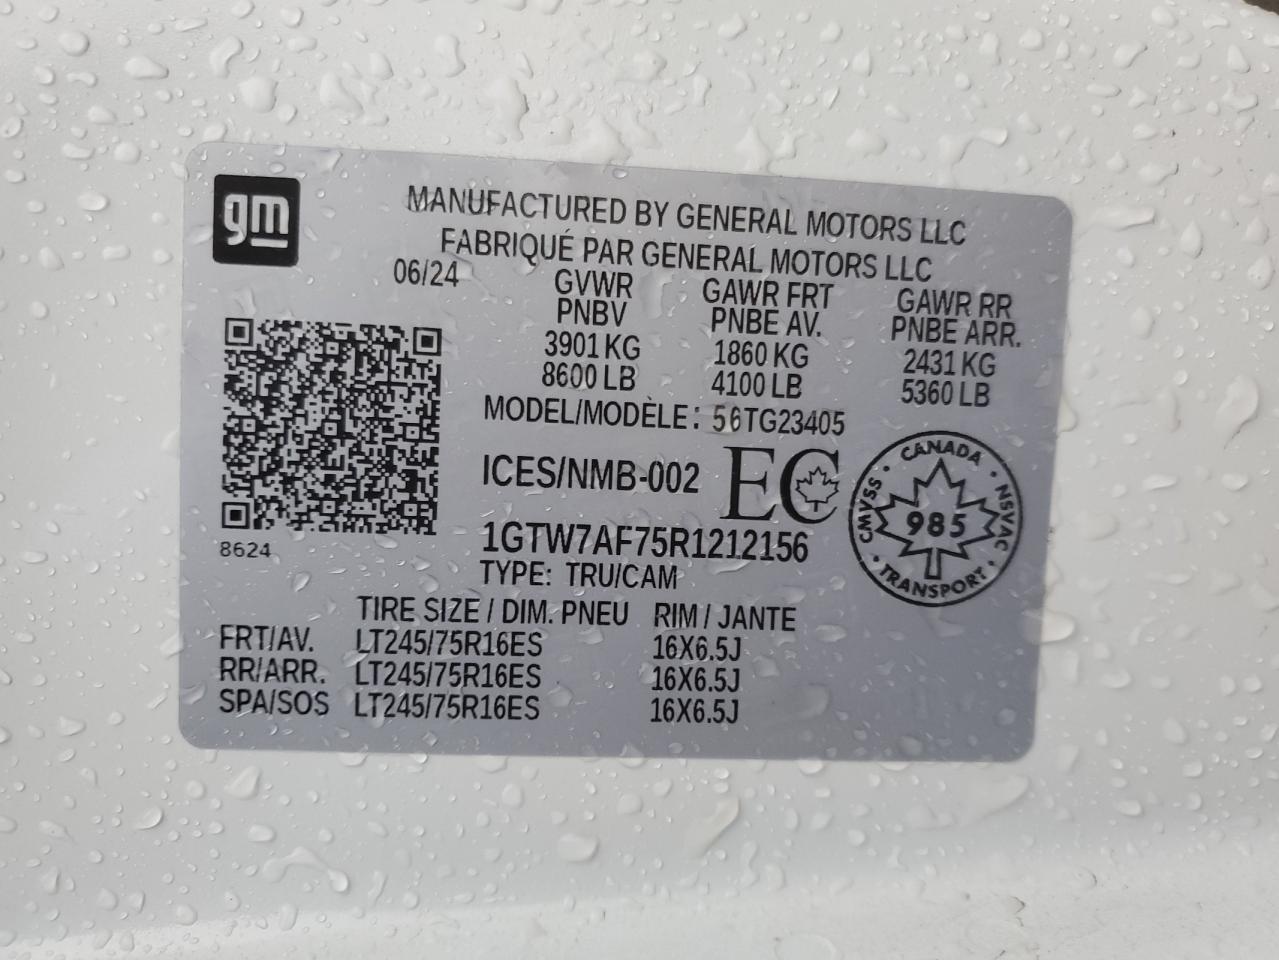 gm
MANUFACTURED BY GENERAL MOTORS LLC
FABRIQUÉ PAR GENERAL MOTORS LLC
06/24
GVWR GAWR FRT GAWR RR
PNBV PNBE AV. PNBE ARR.
3901 KG 1860 KG 2431 KG
8600 LB 4100 LB 5360 LB
MODEL/MODÈLE: 56TG23405
ICES/NMB-002 EC
CANADA
CMVSS 985 NSVAC
TRANSPORT
8624
1GTW7AF75R1212156
TYPE: TRU/CAM
TIRE SIZE / DIM. PNEU RIM / JANTE
FRT/AV. LT245/75R16ES 16X6.5J
RR/ARR. LT245/75R16ES 16X6.5J
SPA/SOS LT245/75R16ES 16X6.5J